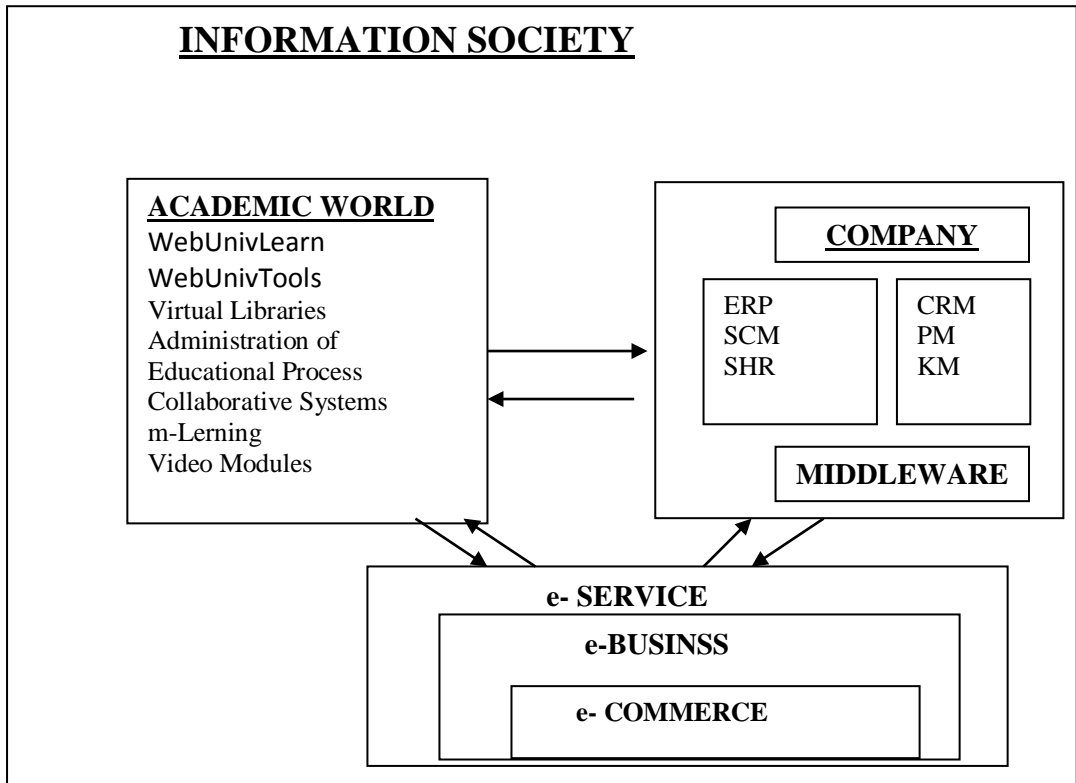 INFORMATION SOCIETY
ACADEMIC WORLD
WebUnivLearn
WebUnivTools
Virtual Libraries
Administration of
Educational Process
Collaborative Systems
m-Lerning
Video Modules
COMPANY
ERP
SCM
SHR
CRM
PM
KM
MIDDLEWARE
e- SERVICE
e-BUSINSS
e- COMMERCE